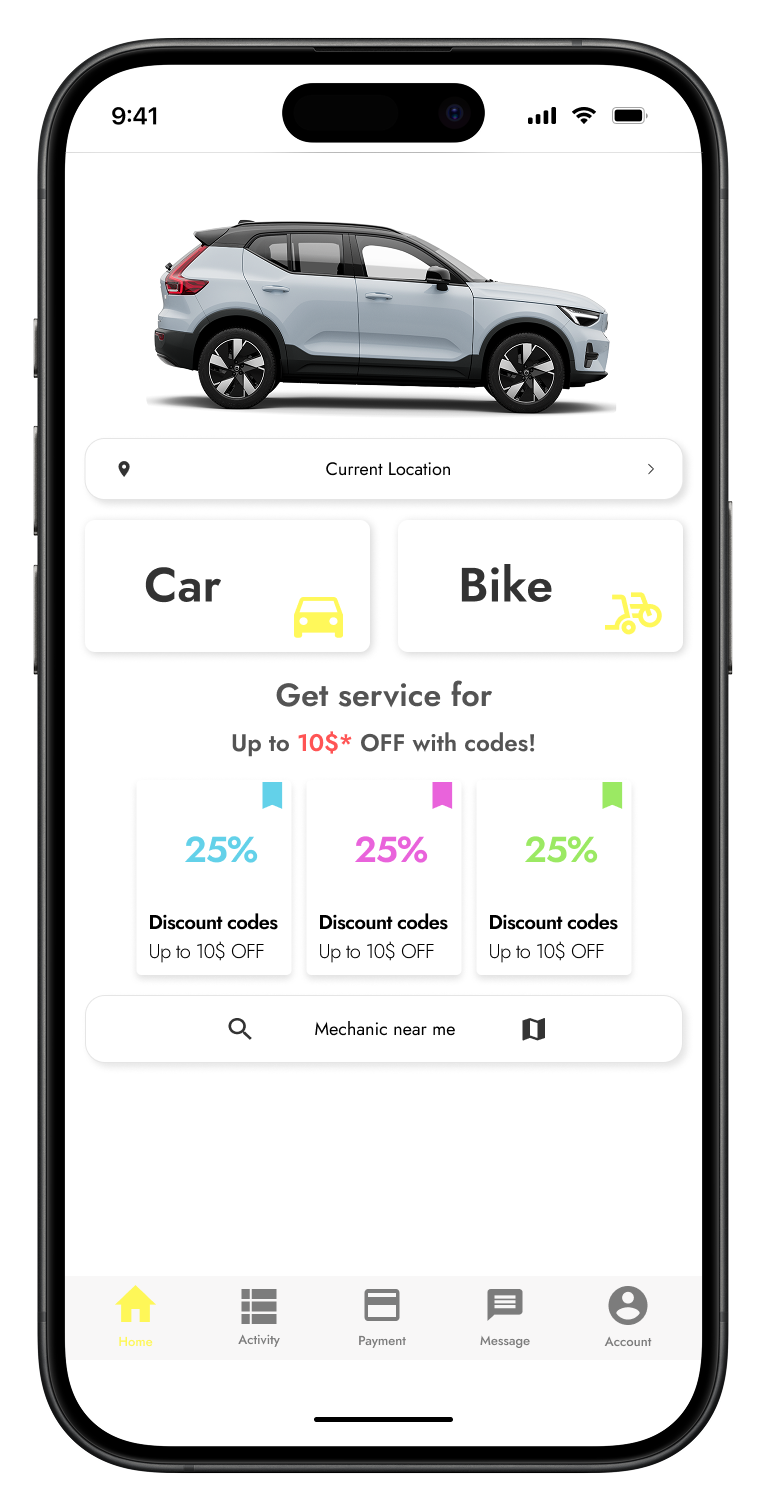 9:41
Current Location
Car
Bike
Get service for
Up to 10$* OFF with codes!
25%
25%
25%
Discount codes
Up to 10$ OFF
Discount codes
Up to 10$ OFF
Discount codes
Up to 10$ OFF
Mechanic near me
Home
Activity
Payment
Message
Account